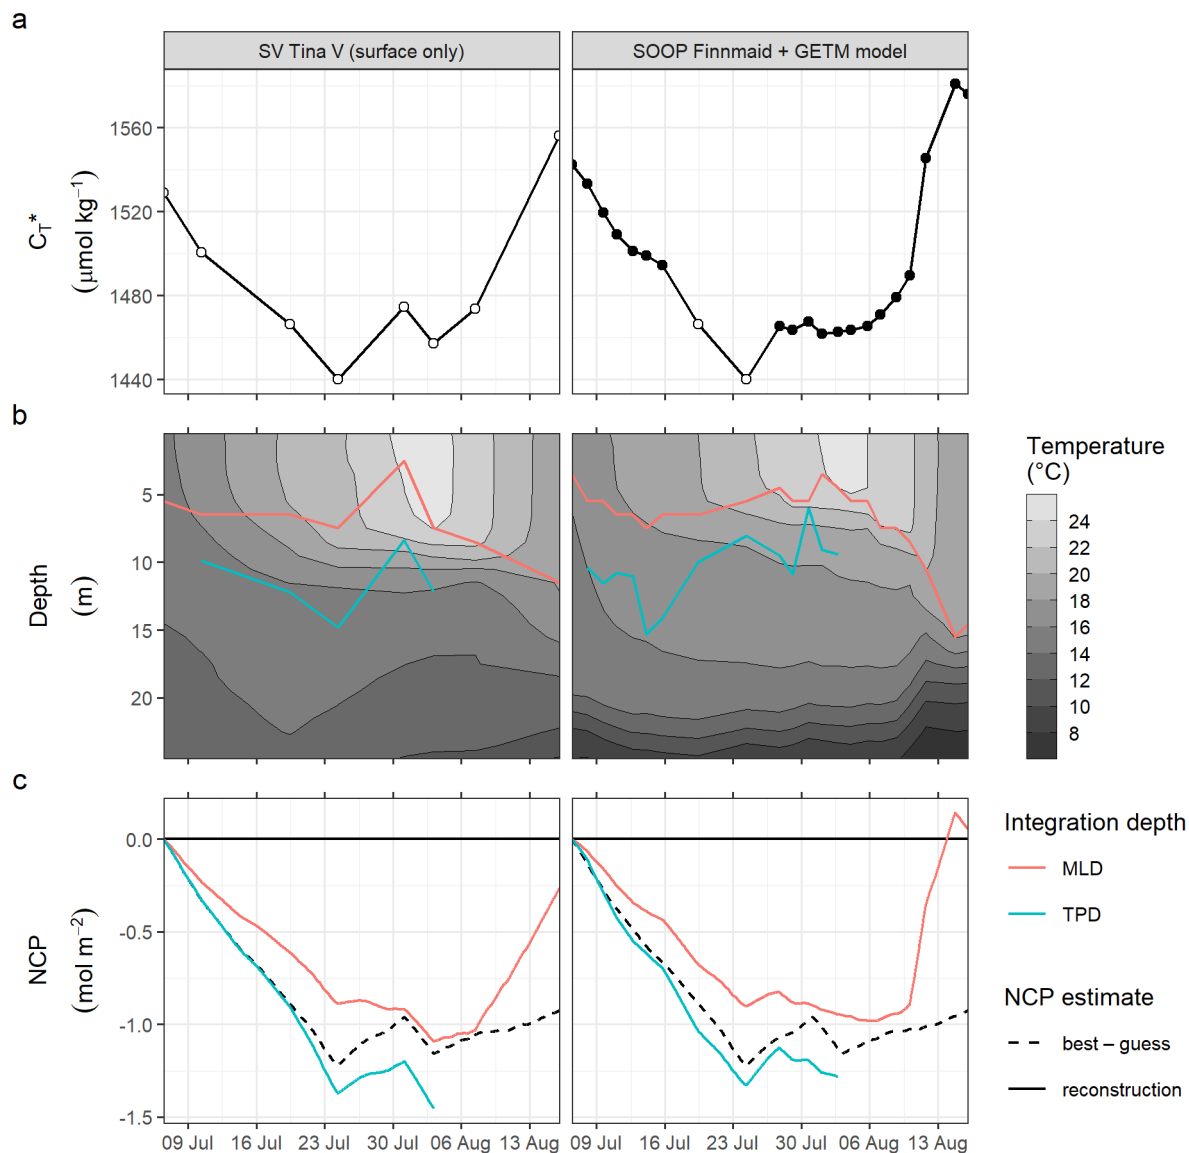 a
SV Tina V (surface only)
SOOP Finnmaid + GETM model
1560
1520
1480
1440
C_T*
(μmol kg⁻¹)
b
5
10
15
20
Depth
(m)
Temperature
(°C)
24
22
20
18
16
14
12
10
8
c
0.0
-0.5
-1.0
-1.5
NCP
(mol m⁻²)
09 Jul 16 Jul 23 Jul 30 Jul 06 Aug 13 Aug
09 Jul 16 Jul 23 Jul 30 Jul 06 Aug 13 Aug
Integration depth
MLD
TPD
NCP estimate
best – guess
reconstruction